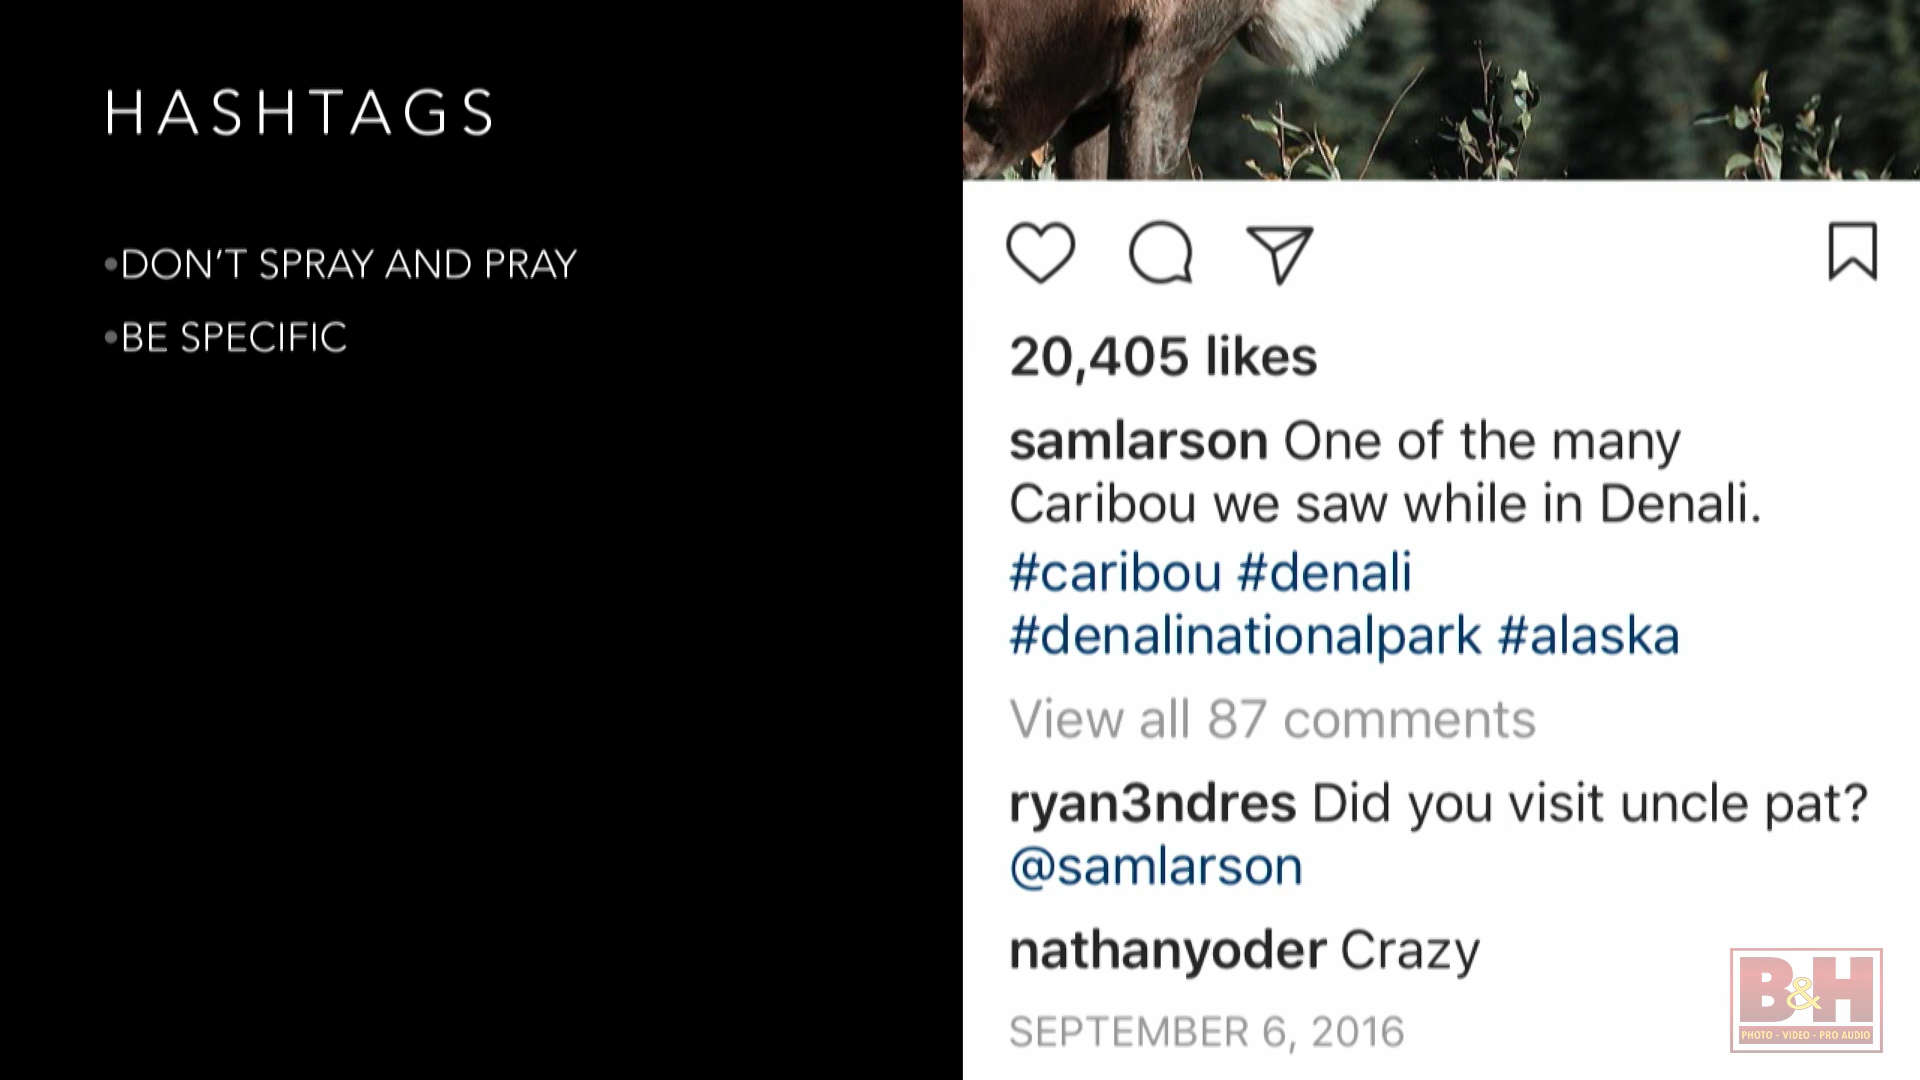 HASHTAGS
•DON'T SPRAY AND PRAY
•BE SPECIFIC
20,405 likes
samlarson One of the many
Caribou we saw while in Denali.
#caribou #denali
#denalinationalpark #alaska
View all 87 comments
ryan3ndres Did you visit uncle pat?
@samlarson
nathanyoder Crazy
SEPTEMBER 6, 2016
B&H
PHOTO - VIDEO - PRO AUDIO